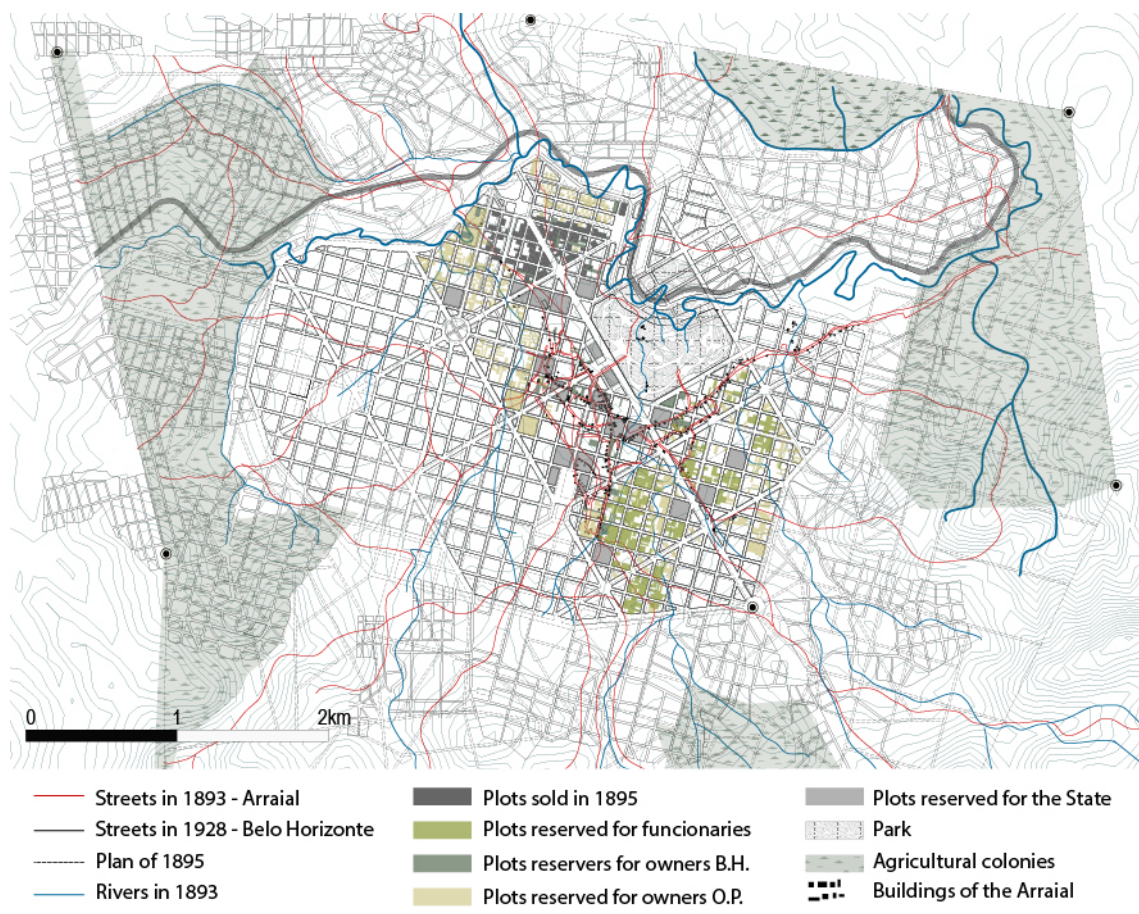 0 1 2km
Streets in 1893 - Arraial
Streets in 1928 - Belo Horizonte
Plan of 1895
Rivers in 1893
Plots sold in 1895
Plots reserved for funcionaries
Plots reservers for owners B.H.
Plots reserved for owners O.P.
Plots reserved for the State
Park
Agricultural colonies
Buildings of the Arraial